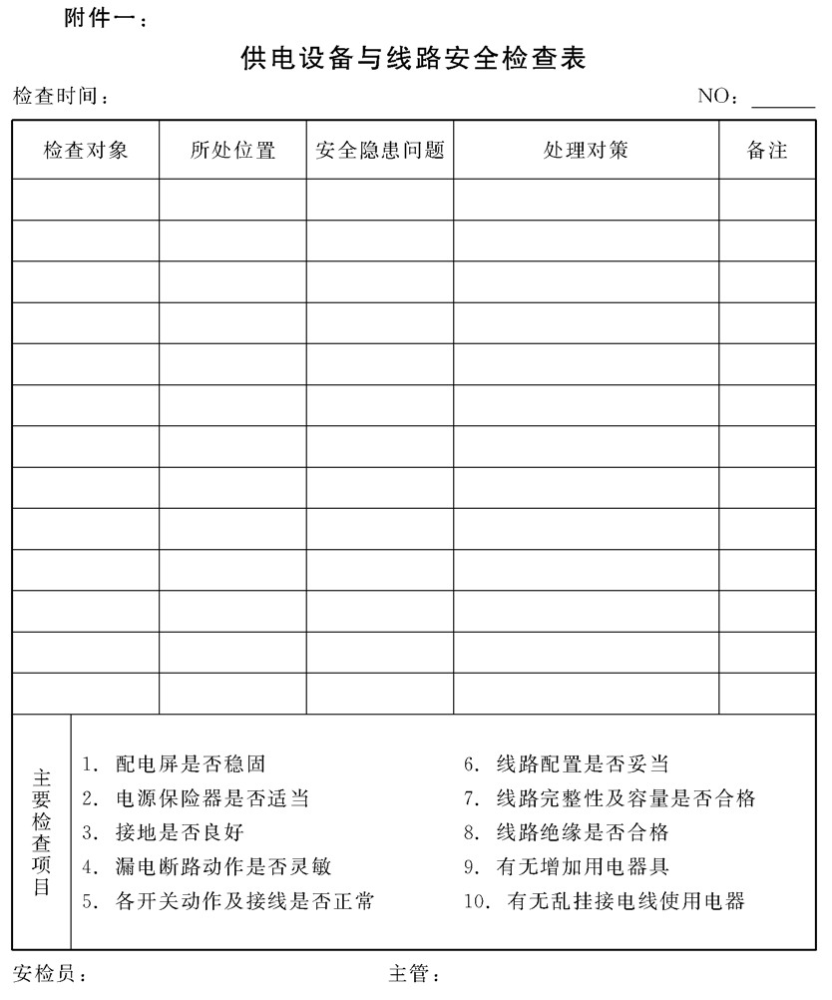 附件一：
供电设备与线路安全检查表
检查时间： NO：
检查对象 所处位置 安全隐患问题 处理对策 备注
主要检查项目
1．配电屏是否稳固
2．电源保险器是否适当
3．接地是否良好
4．漏电断路动作是否灵敏
5．各开关动作及接线是否正常
6．线路配置是否妥当
7．线路完整性及容量是否合格
8．线路绝缘是否合格
9．有无增加用电器具
10．有无乱挂接电线使用电器
安检员： 主管：